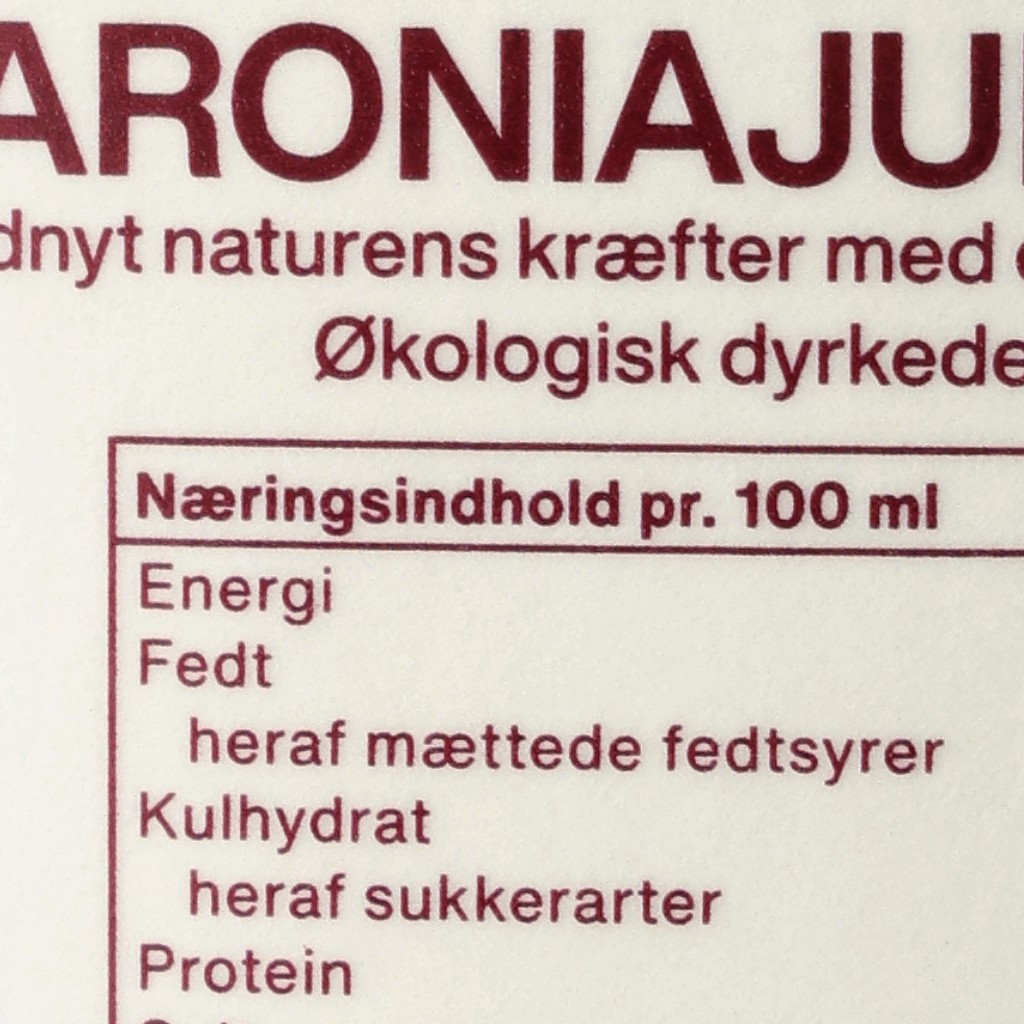 ARONIAJU
dnyt naturens kræfter med
Økologisk dyrkede
Næringsindhold pr. 100 ml
Energi
Fedt
heraf mættede fedtsyrer
Kulhydrat
heraf sukkerarter
Protein